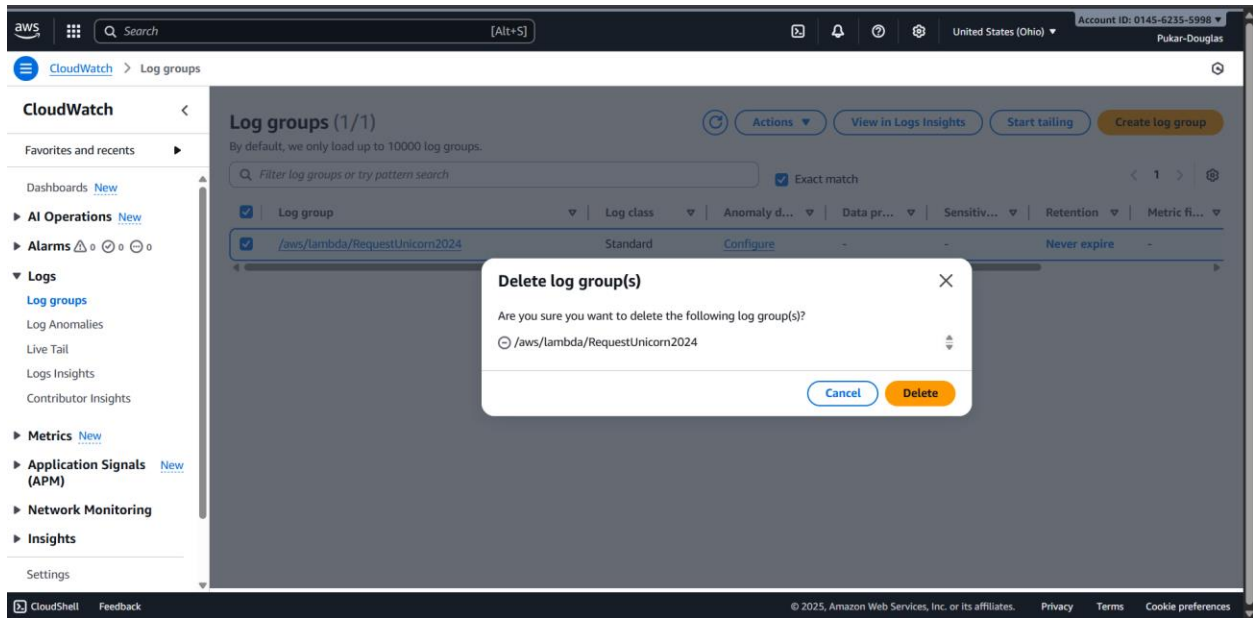 aws
Search [Alt+S]
United States (Ohio)
Account ID: 0145-6235-5998
Pukar-Douglas
CloudWatch > Log groups
CloudWatch
Favorites and recents
Dashboards New
AI Operations New
Alarms 0 0 0
Logs
Log groups
Log Anomalies
Live Tail
Logs Insights
Contributor Insights
Metrics New
Application Signals New
(APM)
Network Monitoring
Insights
Settings
Log groups (1/1)
Actions View in Logs Insights Start tailing Create log group
By default, we only load up to 10000 log groups.
Filter log groups or try pattern search
Exact match
1
Log group Log class Anomaly d... Data pr... Sensitiv... Retention Metric fi...
/aws/lambda/RequestUnicorn2024 Standard Configure - - Never expire -
Delete log group(s)
Are you sure you want to delete the following log group(s)?
/aws/lambda/RequestUnicorn2024
Cancel Delete
CloudShell Feedback
© 2025, Amazon Web Services, Inc. or its affiliates. Privacy Terms Cookie preferences